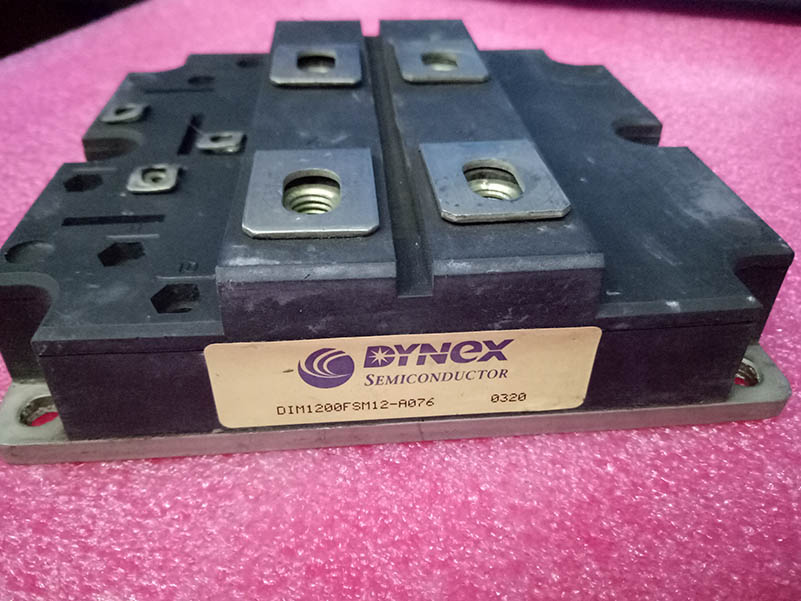 DYNEX
SEMICONDUCTOR
DIM1200FSM12-A076 0320